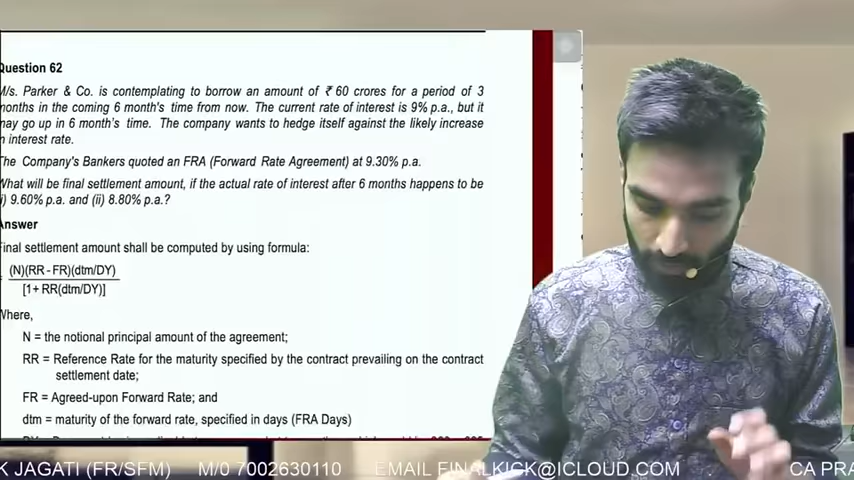 Question 62
M/s. Parker & Co. is contemplating to borrow an amount of ₹ 60 crores for a period of 3
months in the coming 6 month's time from now. The current rate of interest is 9% p.a., but it
may go up in 6 month's time. The company wants to hedge itself against the likely increase
in interest rate.
The Company's Bankers quoted an FRA (Forward Rate Agreement) at 9.30% p.a.
What will be final settlement amount, if the actual rate of interest after 6 months happens to be
(i) 9.60% p.a. and (ii) 8.80% p.a.?
Answer
Final settlement amount shall be computed by using formula:
= (N)(RR - FR)(dtm/DY)
[1+ RR(dtm/DY)]
Where,
N = the notional principal amount of the agreement;
RR = Reference Rate for the maturity specified by the contract prevailing on the contract
settlement date;
FR = Agreed-upon Forward Rate; and
dtm = maturity of the forward rate, specified in days (FRA Days)
K JAGATI (FR/SFM) M/0 7002630110 EMAIL FINALKICK@ICLOUD.COM CA PRA